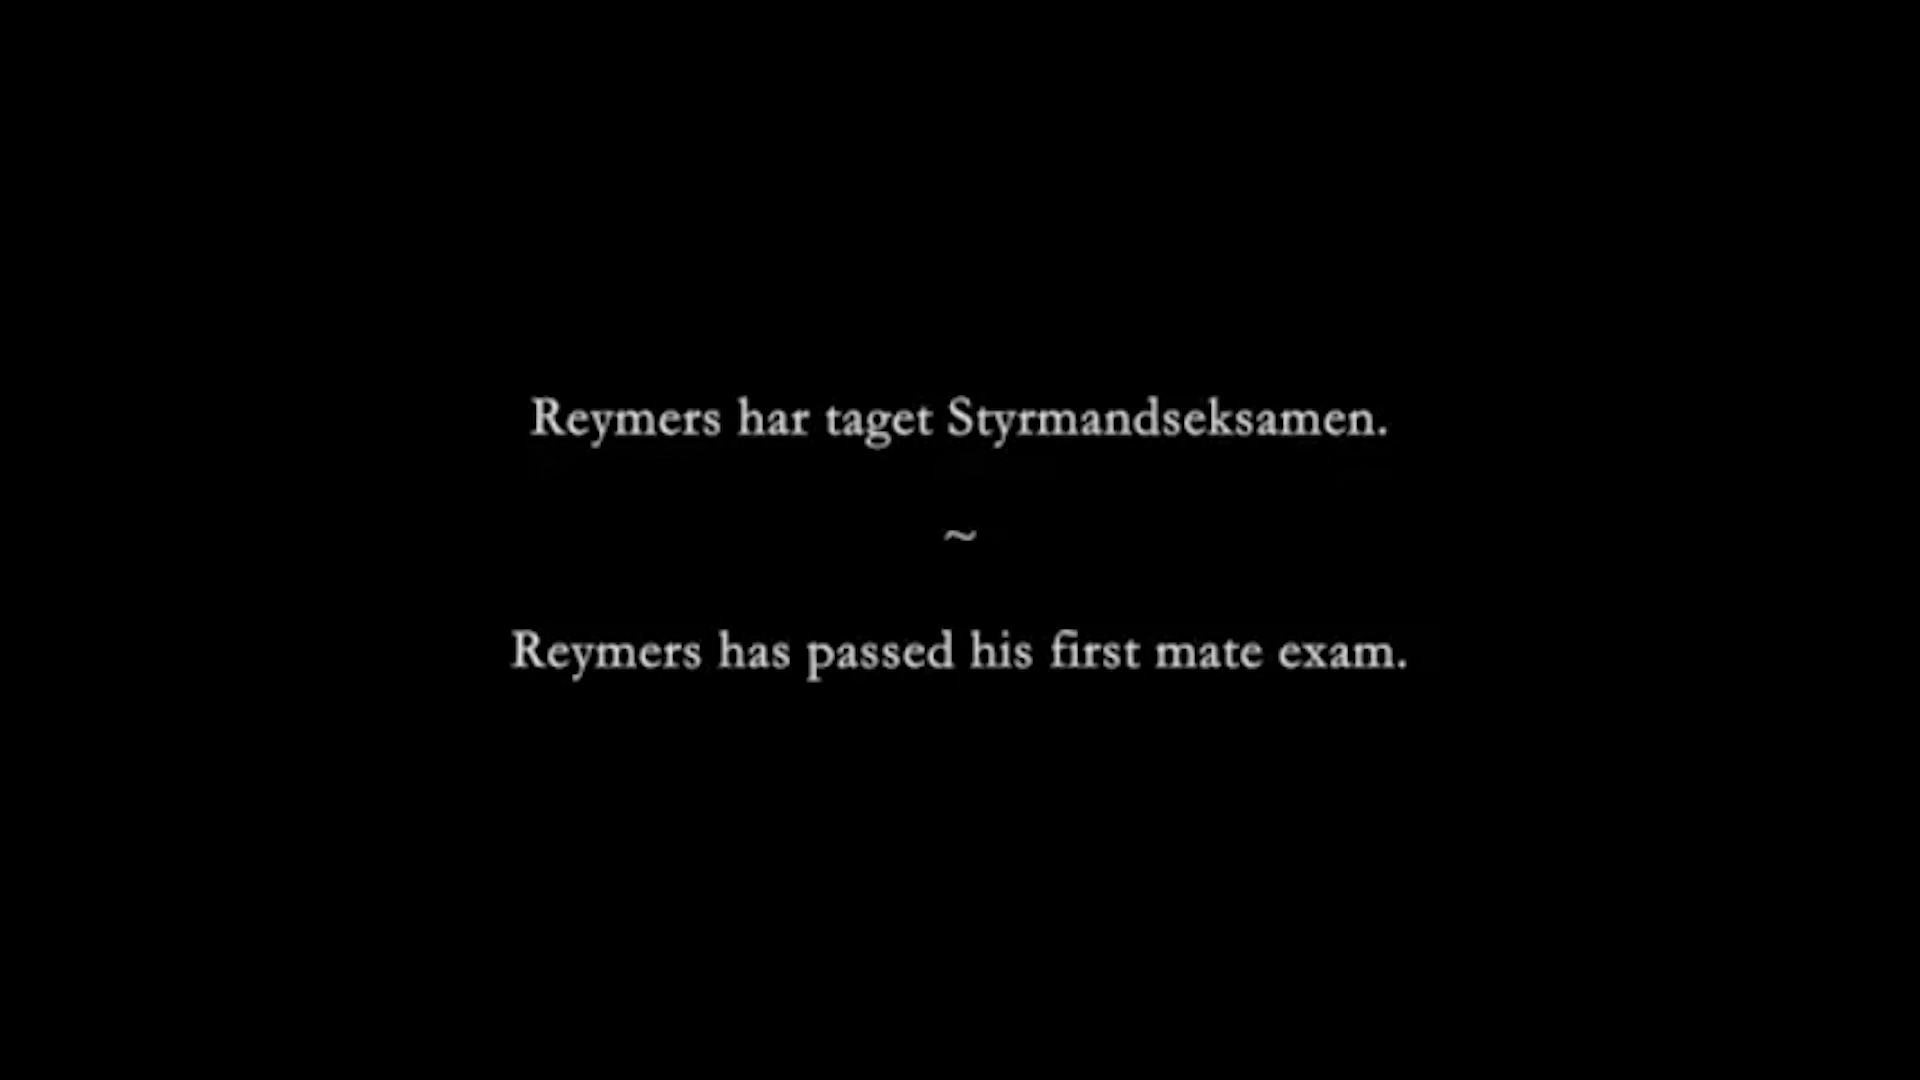 Reymers har taget Styrmandseksamen.
~
Reymers has passed his first mate exam.